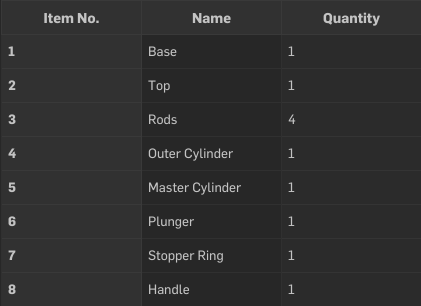 Item No. Name Quantity
1 Base 1
2 Top 1
3 Rods 4
4 Outer Cylinder 1
5 Master Cylinder 1
6 Plunger 1
7 Stopper Ring 1
8 Handle 1